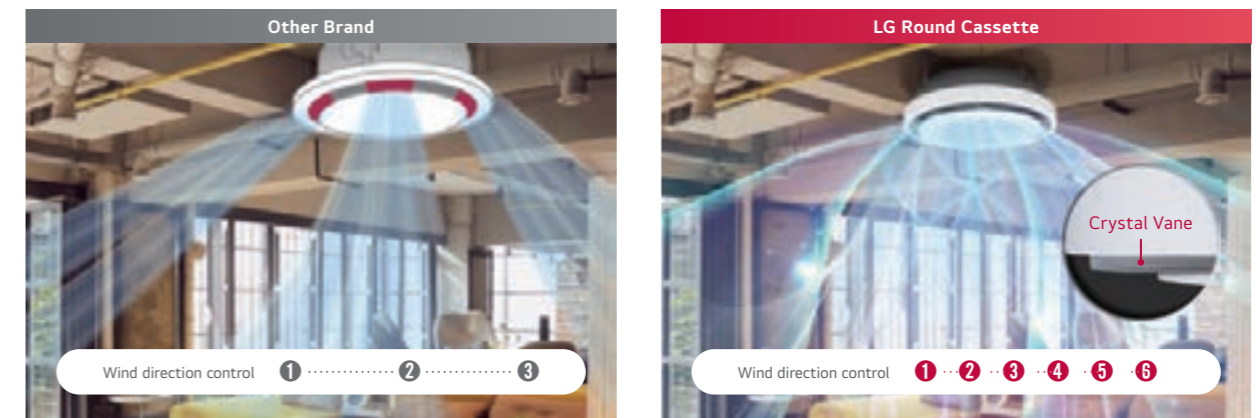 Other Brand
Wind direction control 1 2 3
LG Round Cassette
Crystal Vane
Wind direction control 1 2 3 4 5 6